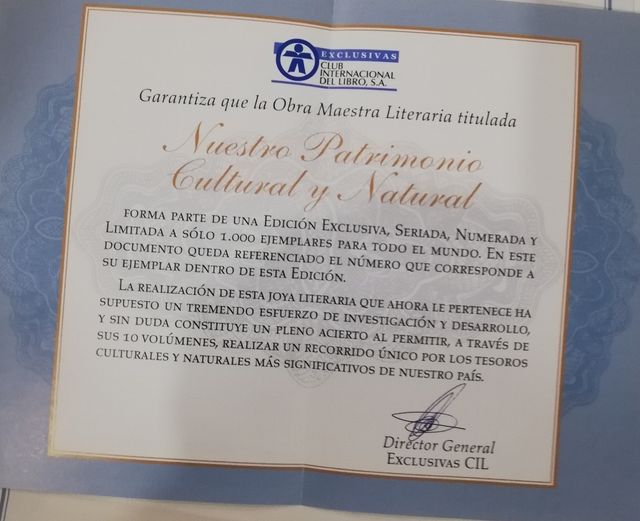 EXCLUSIVAS
CLUB
INTERNACIONAL
DEL LIBRO, S.A.
Garantiza que la Obra Maestra Literaria titulada
Nuestro Patrimonio
Cultural y Natural
FORMA PARTE DE UNA EDICIÓN EXCLUSIVA, SERIADA, NUMERADA Y
LIMITADA A SÓLO 1.000 EJEMPLARES PARA TODO EL MUNDO. EN ESTE
DOCUMENTO QUEDA REFERENCIADO EL NÚMERO QUE CORRESPONDE A
SU EJEMPLAR DENTRO DE ESTA EDICIÓN.
LA REALIZACIÓN DE ESTA JOYA LITERARIA QUE AHORA LE PERTENECE HA
SUPUESTO UN TREMENDO ESFUERZO DE INVESTIGACIÓN Y DESARROLLO,
Y SIN DUDA CONSTITUYE UN PLENO ACIERTO AL PERMITIR, A TRAVÉS DE
SUS 10 VOLÚMENES, REALIZAR UN RECORRIDO ÚNICO POR LOS TESOROS
CULTURALES Y NATURALES MÁS SIGNIFICATIVOS DE NUESTRO PAÍS.
Director General
EXCLUSIVAS CIL